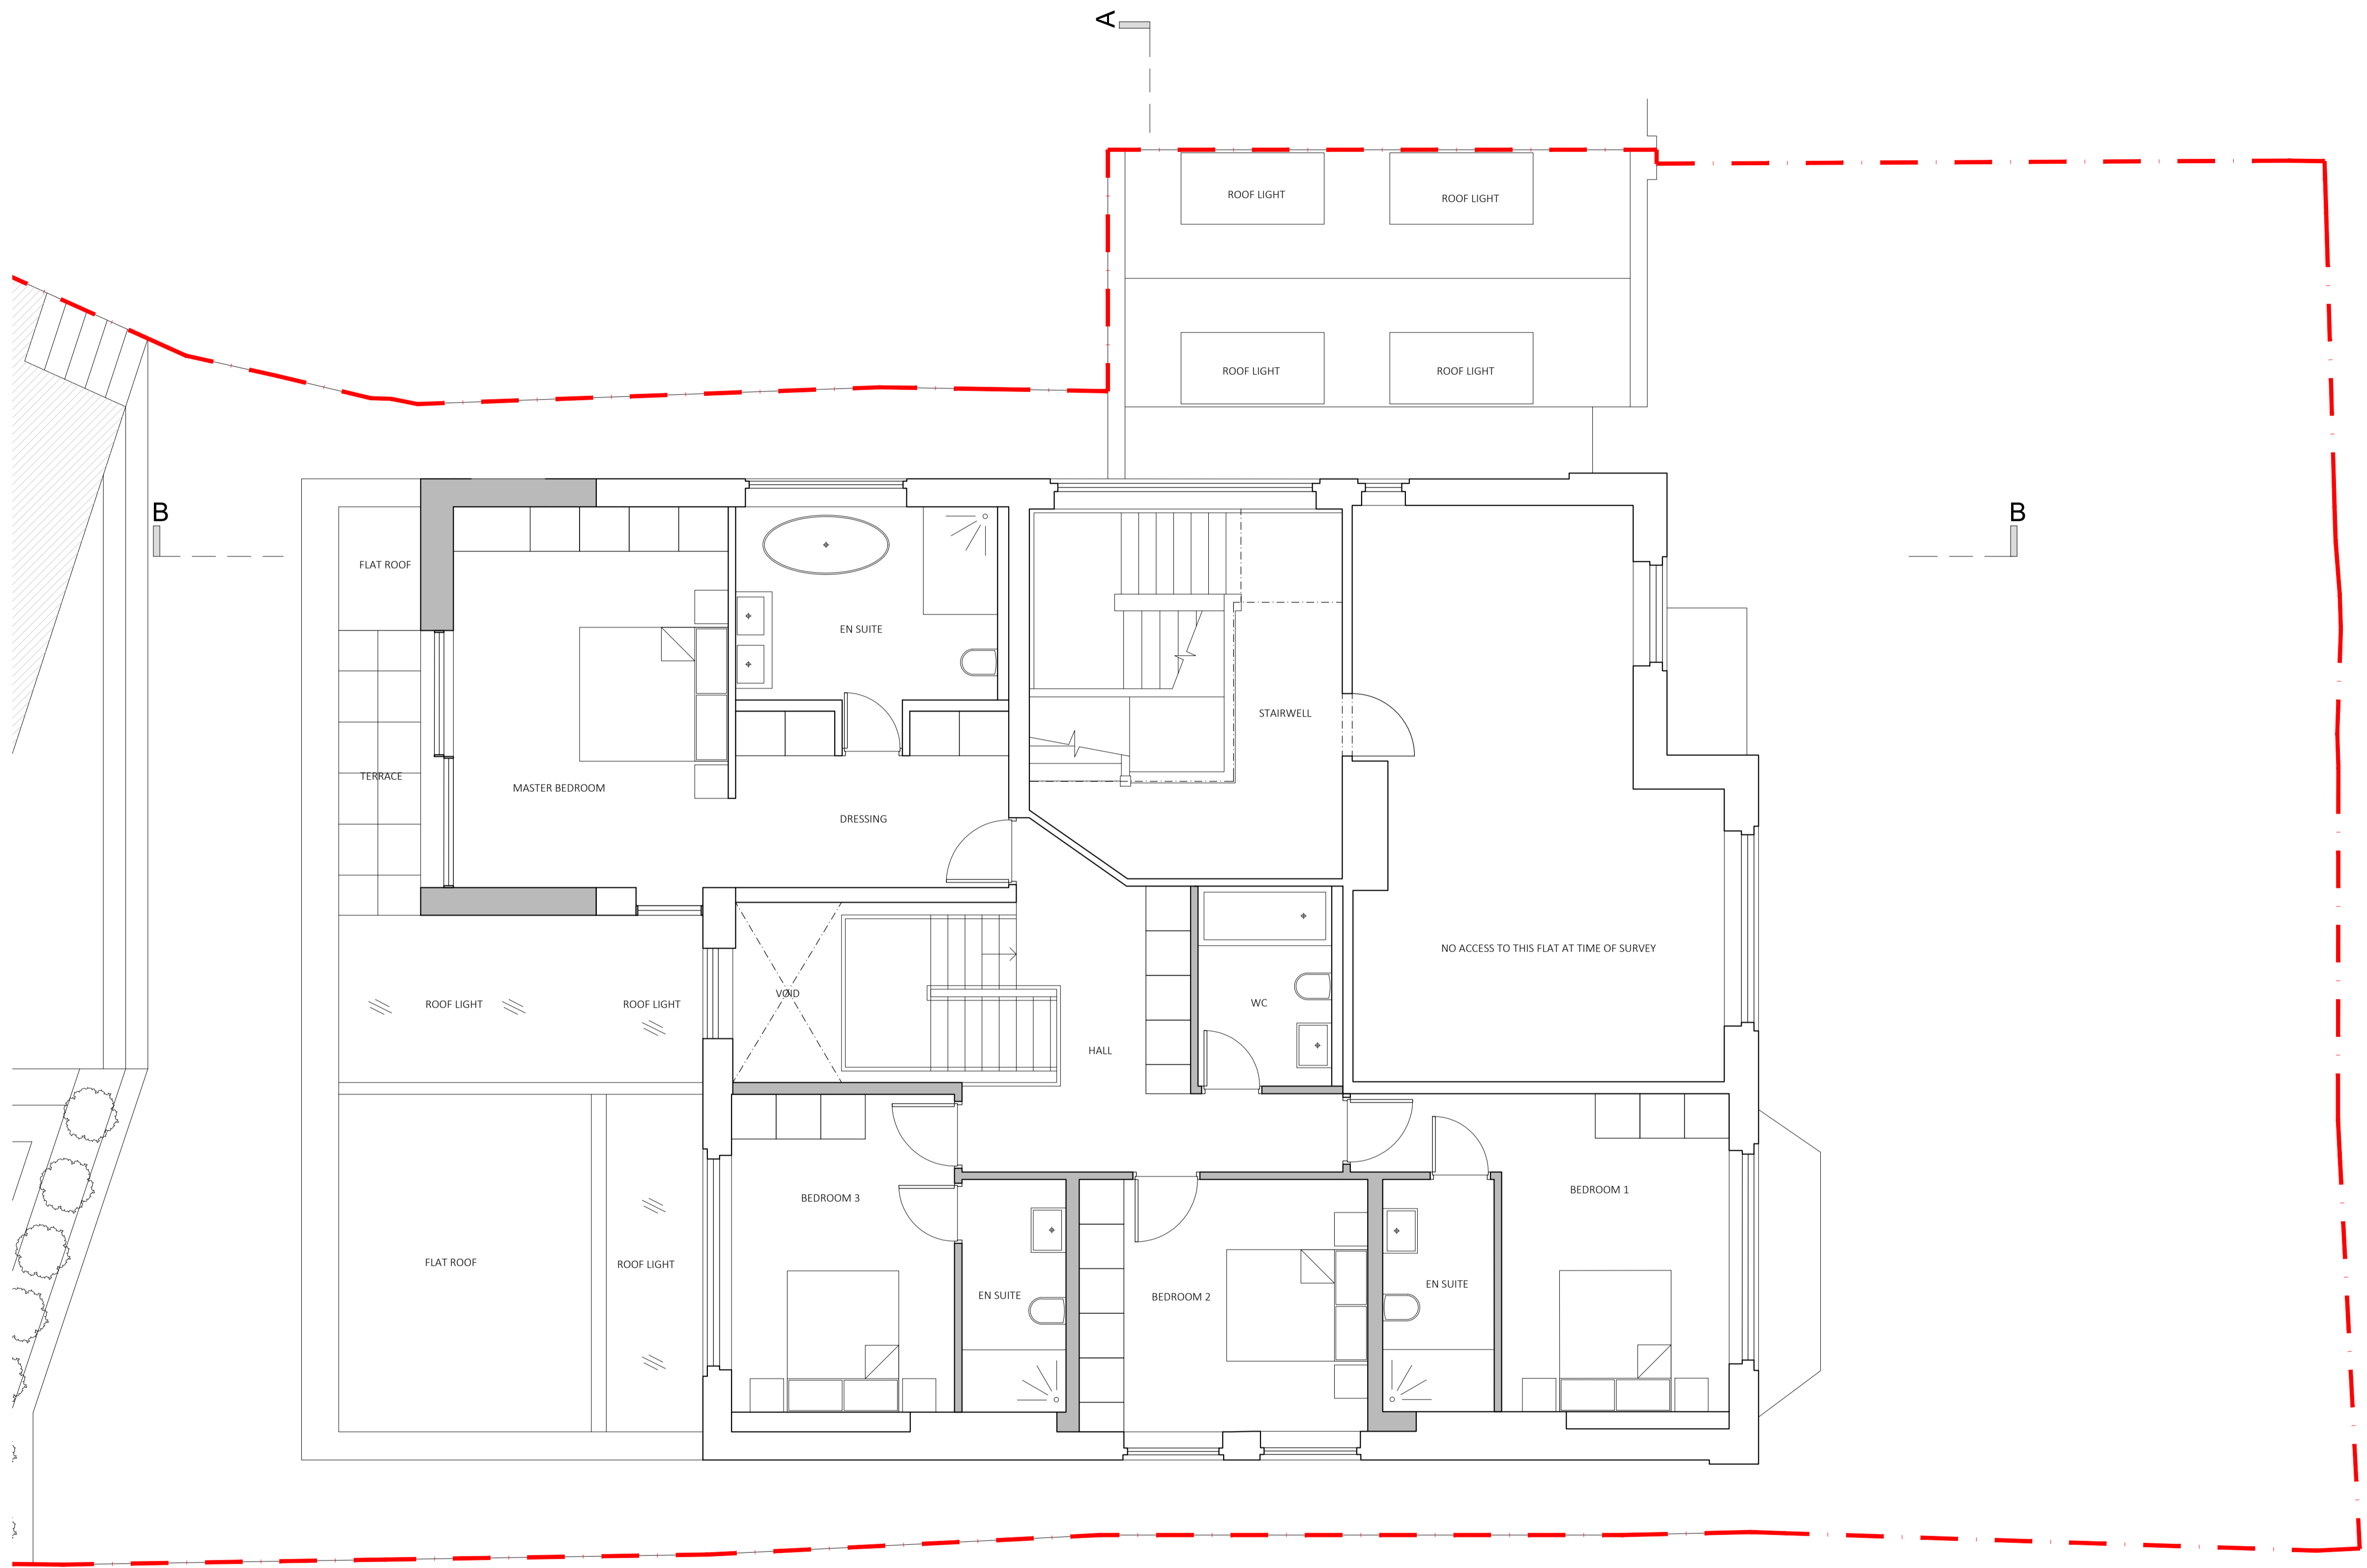 A
ROOF LIGHT
ROOF LIGHT
ROOF LIGHT
ROOF LIGHT
B
B
FLAT ROOF
EN SUITE
STAIRWELL
TERRACE
MASTER BEDROOM
DRESSING
NO ACCESS TO THIS FLAT AT TIME OF SURVEY
ROOF LIGHT
ROOF LIGHT
VOID
WC
HALL
BEDROOM 3
BEDROOM 1
FLAT ROOF
ROOF LIGHT
EN SUITE
BEDROOM 2
EN SUITE